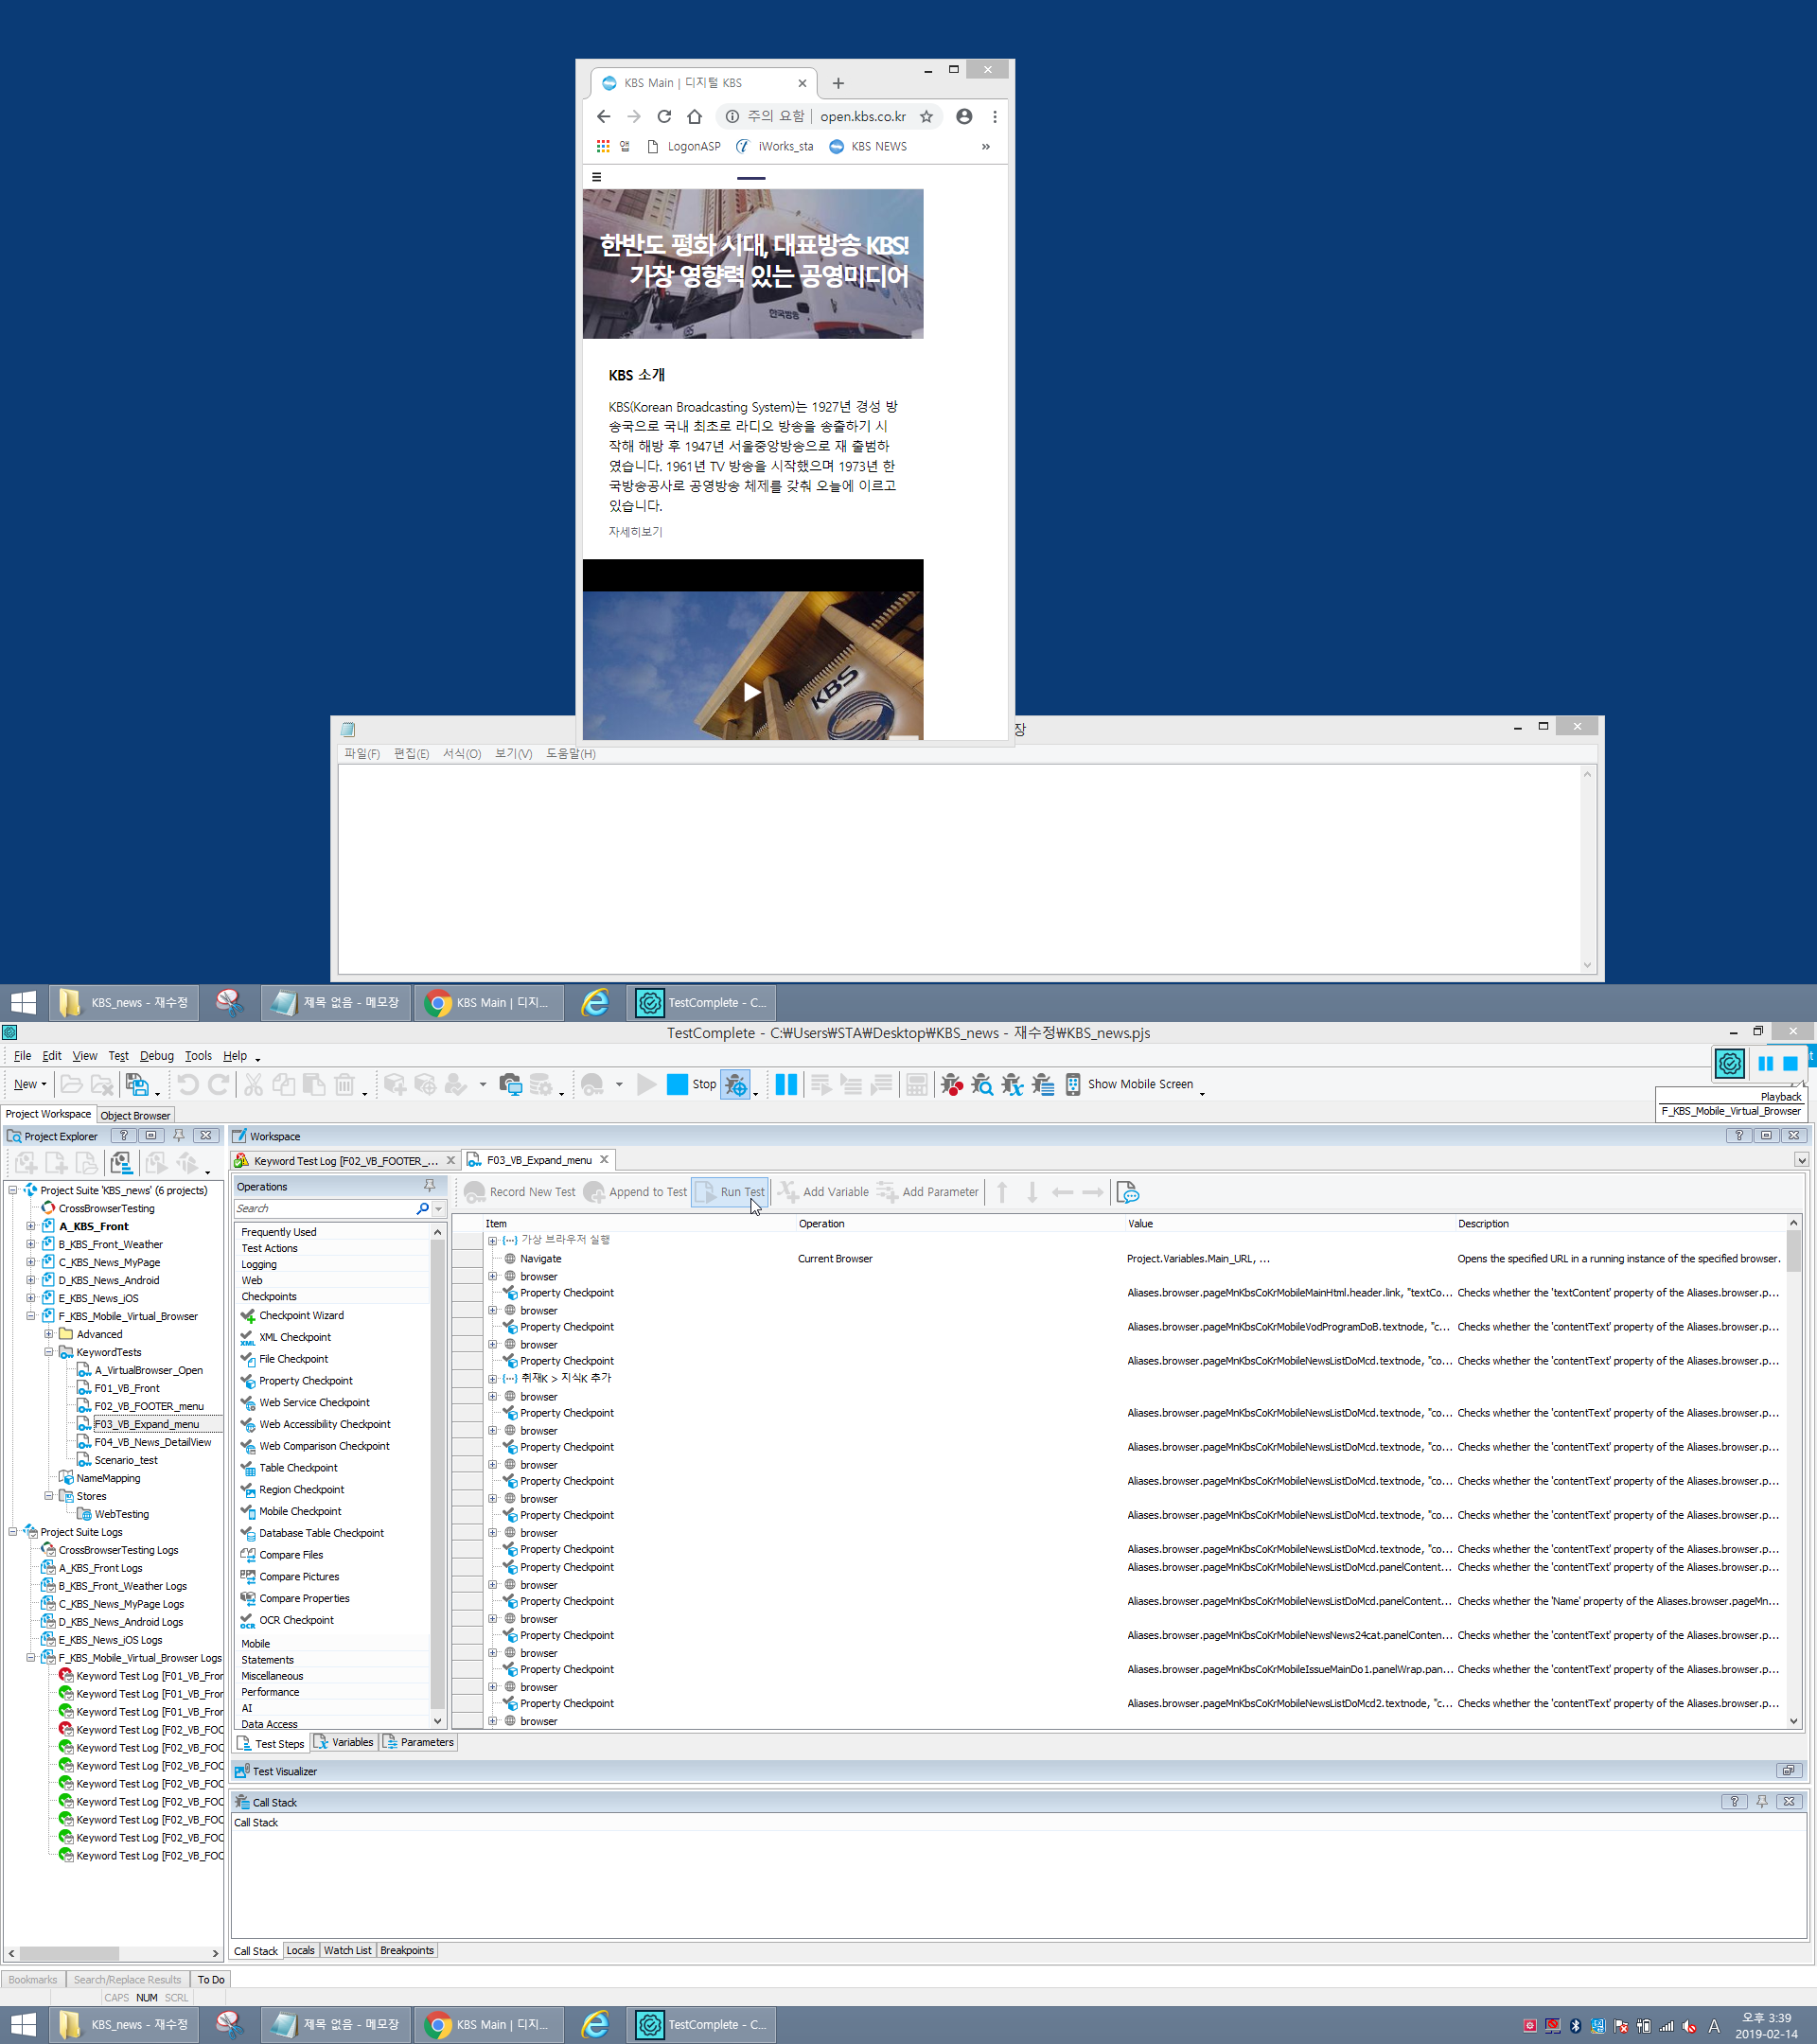 KBS Main | 디지털 KBS
주의 요함 | open.kbs.co.kr
앱 LogonASP iWorks_sta KBS NEWS »
한반도 평화 시대, 대표방송 KBS!
가장 영향력 있는 공영미디어
한국방송
KBS 소개
KBS(Korean Broadcasting System)는 1927년 경성 방
송국으로 국내 최초로 라디오 방송을 송출하기 시
작해 해방 후 1947년 서울중앙방송으로 재 출범하
였습니다. 1961년 TV 방송을 시작했으며 1973년 한
국방송공사로 공영방송 체제를 갖춰 오늘에 이르고
있습니다.
자세히보기
KBS
장
파일(F) 편집(E) 서식(O) 보기(V) 도움말(H)
KBS_news - 재수정 제목 없음 - 메모장 KBS Main | 디지... TestComplete - C...
TestComplete - C:₩Users₩STA₩Desktop₩KBS_news - 재수정₩KBS_news.pjs
File Edit View Test Debug Tools Help
New Stop Show Mobile Screen
Playback
F_KBS_Mobile_Virtual_Browser
Project Workspace Object Browser
Project Explorer
Project Suite 'KBS_news' (6 projects)
CrossBrowserTesting
A_KBS_Front
B_KBS_Front_Weather
C_KBS_News_MyPage
D_KBS_News_Android
E_KBS_News_iOS
F_KBS_Mobile_Virtual_Browser
Advanced
KeywordTests
A_VirtualBrowser_Open
F01_VB_Front
F02_VB_FOOTER_menu
F03_VB_Expand_menu
F04_VB_News_DetailView
Scenario_test
NameMapping
Stores
WebTesting
Project Suite Logs
CrossBrowserTesting Logs
A_KBS_Front Logs
B_KBS_Front_Weather Logs
C_KBS_News_MyPage Logs
D_KBS_News_Android Logs
E_KBS_News_iOS Logs
F_KBS_Mobile_Virtual_Browser Logs
Keyword Test Log [F01_VB_Fror
Keyword Test Log [F01_VB_Fror
Keyword Test Log [F01_VB_Fror
Keyword Test Log [F02_VB_FOC
Keyword Test Log [F02_VB_FOC
Keyword Test Log [F02_VB_FOC
Keyword Test Log [F02_VB_FOC
Keyword Test Log [F02_VB_FOC
Keyword Test Log [F02_VB_FOC
Keyword Test Log [F02_VB_FOC
Keyword Test Log [F02_VB_FOC
Workspace
Keyword Test Log [F02_VB_FOOTER_... F03_VB_Expand_menu
Operations
Search
Frequently Used
Test Actions
Logging
Web
Checkpoints
Checkpoint Wizard
XML Checkpoint
File Checkpoint
Property Checkpoint
Web Service Checkpoint
Web Accessibility Checkpoint
Web Comparison Checkpoint
Table Checkpoint
Region Checkpoint
Mobile Checkpoint
Database Table Checkpoint
Compare Files
Compare Pictures
Compare Properties
OCR Checkpoint
Mobile
Statements
Miscellaneous
Performance
AI
Data Access
Record New Test Append to Test Run Test Add Variable Add Parameter
Item Operation Value Description
가상 브라우저 실행
Navigate Current Browser Project.Variables.Main_URL, ... Opens the specified URL in a running instance of the specified browser.
browser
Property Checkpoint Aliases.browser.pageMnKbsCoKrMobileMainHtml.header.link, "textCo... Checks whether the 'textContent' property of the Aliases.browser.p...
browser
Property Checkpoint Aliases.browser.pageMnKbsCoKrMobileVodProgramDoB.textnode, "c... Checks whether the 'contentText' property of the Aliases.browser.p...
browser
Property Checkpoint Aliases.browser.pageMnKbsCoKrMobileNewsListDoMc.textnode, "co... Checks whether the 'contentText' property of the Aliases.browser.p...
취재K > 지식K 추가
browser
Property Checkpoint Aliases.browser.pageMnKbsCoKrMobileNewsListDoMcd.textnode, "co... Checks whether the 'contentText' property of the Aliases.browser.p...
browser
Property Checkpoint Aliases.browser.pageMnKbsCoKrMobileNewsListDoMcd.textnode, "co... Checks whether the 'contentText' property of the Aliases.browser.p...
browser
Property Checkpoint Aliases.browser.pageMnKbsCoKrMobileNewsListDoMcd.textnode, "co... Checks whether the 'contentText' property of the Aliases.browser.p...
browser
Property Checkpoint Aliases.browser.pageMnKbsCoKrMobileNewsListDoMcd.textnode, "co... Checks whether the 'contentText' property of the Aliases.browser.p...
browser
Property Checkpoint Aliases.browser.pageMnKbsCoKrMobileNewsListDoMcd.textnode, "co... Checks whether the 'contentText' property of the Aliases.browser.p...
Property Checkpoint Aliases.browser.pageMnKbsCoKrMobileNewsListDoMcd.panelContent... Checks whether the 'contentText' property of the Aliases.browser.p...
browser
Property Checkpoint Aliases.browser.pageMnKbsCoKrMobileNewsListDoMcd.panelContent... Checks whether the 'Name' property of the Aliases.browser.pageMn...
browser
Property Checkpoint Aliases.browser.pageMnKbsCoKrMobileNewsNews24cat.panelConten... Checks whether the 'contentText' property of the Aliases.browser.p...
browser
Property Checkpoint Aliases.browser.pageMnKbsCoKrMobileIssueMainDo1.panelWrap.pan... Checks whether the 'contentText' property of the Aliases.browser.p...
browser
Property Checkpoint Aliases.browser.pageMnKbsCoKrMobileNewsListDoMcd2.textnode, "c... Checks whether the 'contentText' property of the Aliases.browser.p...
browser
Test Steps Variables Parameters
Test Visualizer
Call Stack
Call Stack
Call Stack Locals Watch List Breakpoints
Bookmarks Search/Replace Results To Do
CAPS NUM SCRL
KBS_news - 재수정 제목 없음 - 메모장 KBS Main | 디지... TestComplete - C... A 오후 3:39
2019-02-14